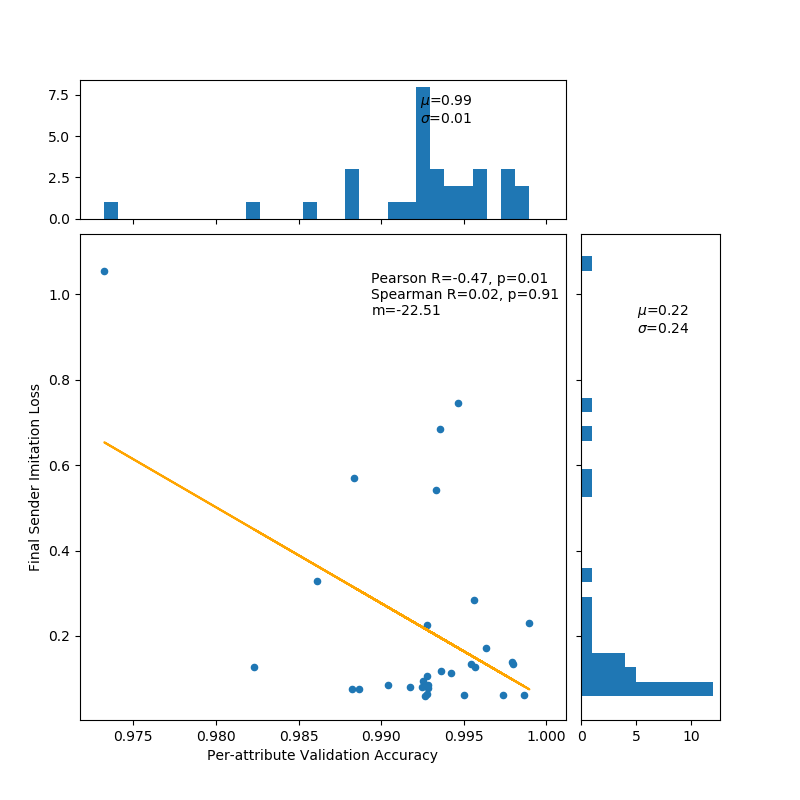 7.5
5.0
2.5
0.0
μ=0.99
σ=0.01
1.0
0.8
0.6
0.4
0.2
Final Sender Imitation Loss
Pearson R=-0.47, p=0.01
Spearman R=0.02, p=0.91
m=-22.51
μ=0.22
σ=0.24
0.975 0.980 0.985 0.990 0.995 1.000
Per-attribute Validation Accuracy
0 5 10